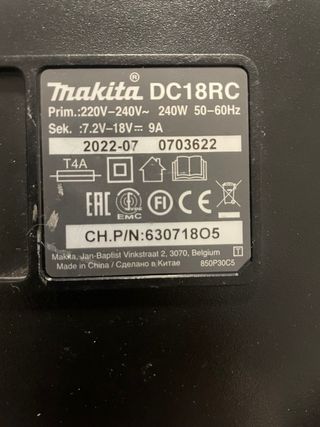 makita® DC18RC
Prim.:220V-240V~ 240W 50-60Hz
Sek. :7.2V-18V⎓ 9A
2022-07 0703622
T4A
EAC EMC FI CE
CH.P/N:630718O5
Makita, Jan-Baptist Vinkstraat 2, 3070, Belgium T
Made in China / Сделано в Китае 850P30C5